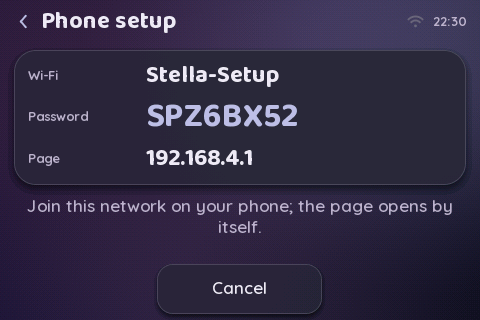 Phone setup
22:30
Wi-Fi
Stella-Setup
Password
SPZ6BX52
Page
192.168.4.1
Join this network on your phone; the page opens by
itself.
Cancel